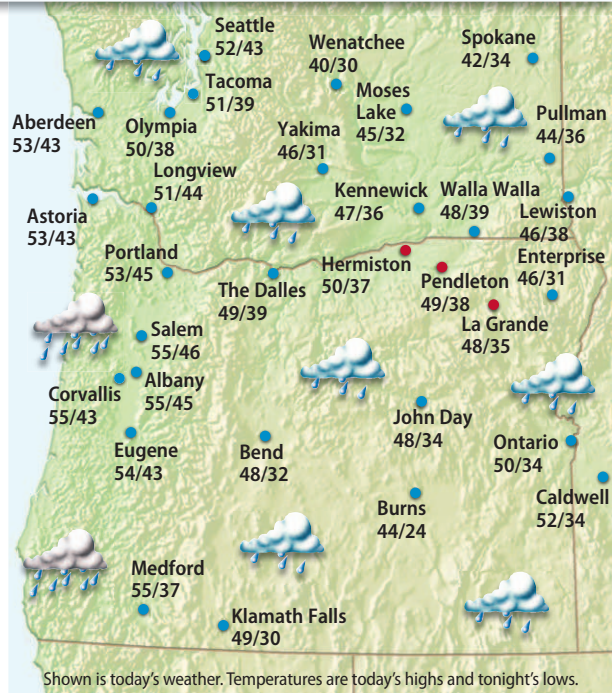 Seattle
52/43
Wenatchee
40/30
Spokane
42/34
Tacoma
51/39
Moses
Lake
45/32
Aberdeen
53/43
Olympia
50/38
Yakima
46/31
Pullman
44/36
Longview
51/44
Kennewick
47/36
Walla Walla
48/39
Lewiston
46/38
Astoria
53/43
Portland
53/45
The Dalles
49/39
Hermiston
50/37
Pendleton
49/38
Enterprise
46/31
La Grande
48/35
Salem
55/46
Corvallis
55/43
Albany
55/45
John Day
48/34
Eugene
54/43
Bend
48/32
Ontario
50/34
Caldwell
52/34
Burns
44/24
Medford
55/37
Klamath Falls
49/30
Shown is today's weather. Temperatures are today's highs and tonight's lows.